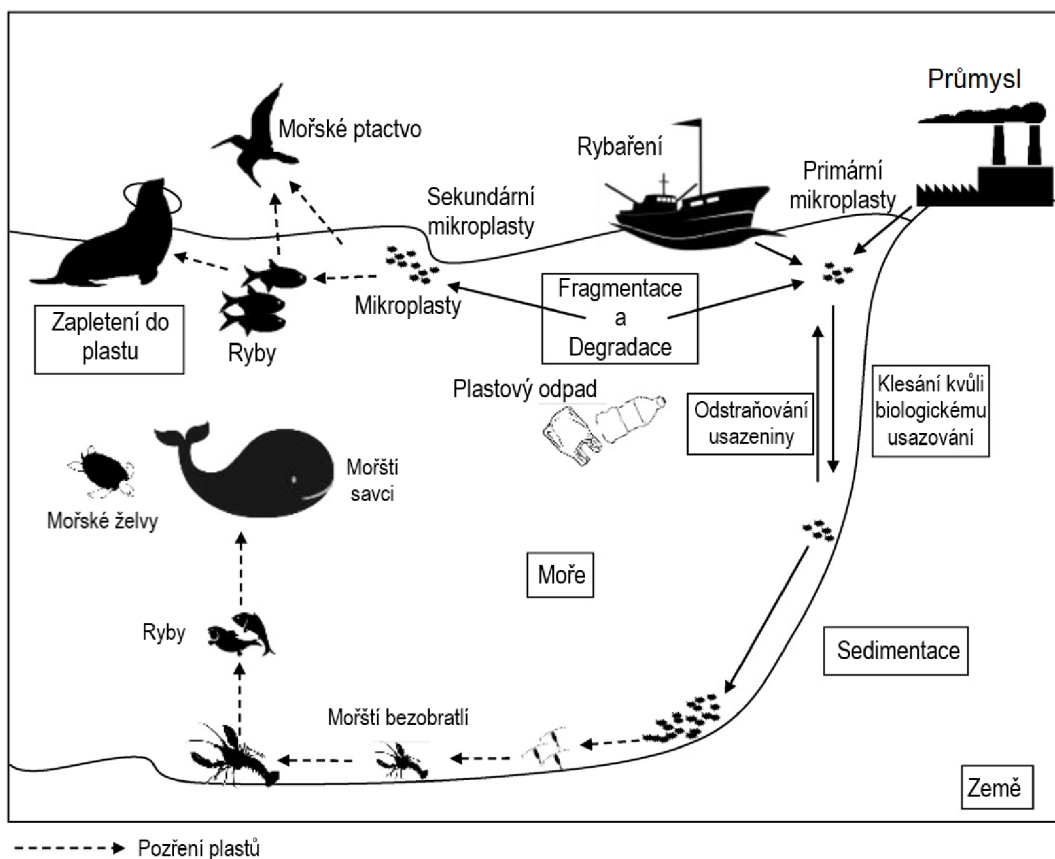 Průmysl
Mořské ptactvo
Rybaření
Primární
mikroplasty
Sekundární
mikroplasty
Mikroplasty
Fragmentace
a
Degradace
Zapletení do
plastu
Ryby
Plastový odpad
Odstraňování
usazeniny
Klesání kvůli
biologickému
usazování
Mořští
savci
Mořské želvy
Moře
Ryby
Sedimentace
Mořští bezobratlí
Země
Pozření plastů